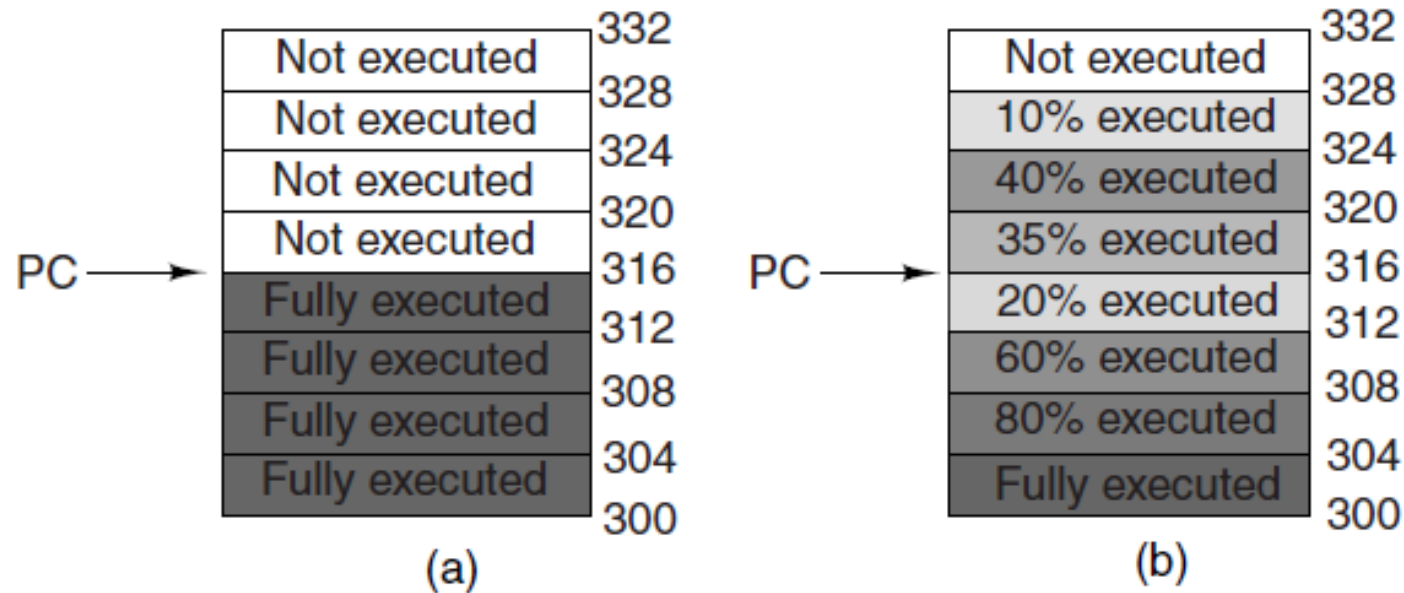 332
Not executed
328
Not executed
324
Not executed
320
Not executed
PC
316
Fully executed
312
Fully executed
308
Fully executed
304
Fully executed
300
(a)
332
Not executed
328
10% executed
324
40% executed
320
35% executed
PC
316
20% executed
312
60% executed
308
80% executed
304
Fully executed
300
(b)